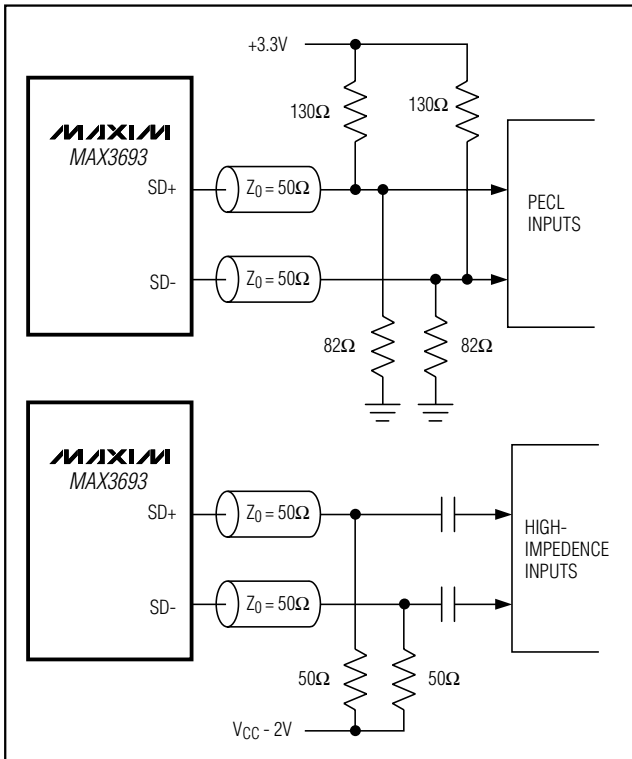 +3.3V
130Ω
130Ω
MAXIM
MAX3693
SD+
Z0 = 50Ω
PECL
INPUTS
SD-
Z0 = 50Ω
82Ω
82Ω
MAXIM
MAX3693
SD+
Z0 = 50Ω
HIGH-
IMPEDENCE
INPUTS
SD-
Z0 = 50Ω
50Ω
50Ω
VCC - 2V